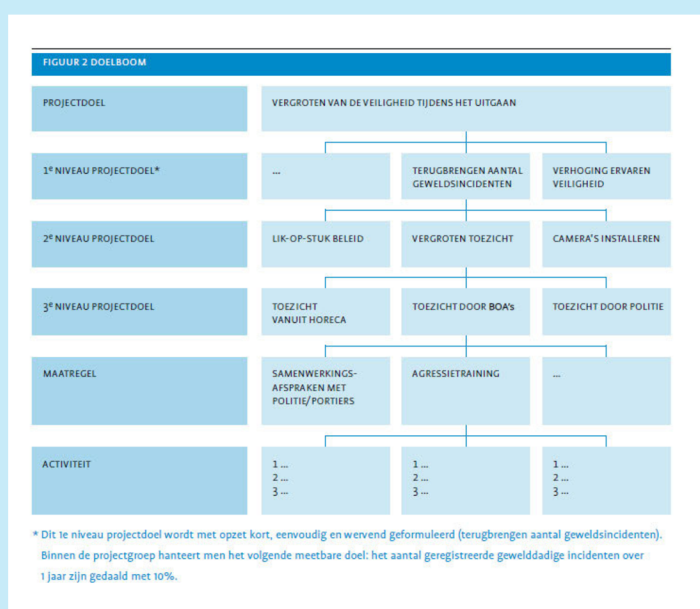 FIGUUR 2 DOELBOOM
PROJECTDOEL
VERGROTEN VAN DE VEILIGHEID TIJDENS HET UITGAAN
1e NIVEAU PROJECTDOEL*
...
TERUGBRENGEN AANTAL
GEWELDSINCIDENTEN
VERHOGING ERVAREN
VEILIGHEID
2e NIVEAU PROJECTDOEL
LIK-OP-STUK BELEID
VERGROTEN TOEZICHT
CAMERA'S INSTALLEREN
3e NIVEAU PROJECTDOEL
TOEZICHT
VANUIT HORECA
TOEZICHT DOOR BOA's
TOEZICHT DOOR POLITIE
MAATREGEL
SAMENWERKINGS-
AFSPRAKEN MET
POLITIE/PORTIERS
AGRESSIETRAINING
...
ACTIVITEIT
1 ...
2 ...
3 ...
1 ...
2 ...
3 ...
1 ...
2 ...
3 ...
* Dit 1e niveau projectdoel wordt met opzet kort, eenvoudig en wervend geformuleerd (terugbrengen aantal geweldsincidenten).
Binnen de projectgroep hanteert men het volgende meetbare doel: het aantal geregistreerde gewelddadige incidenten over
1 jaar zijn gedaald met 10%.